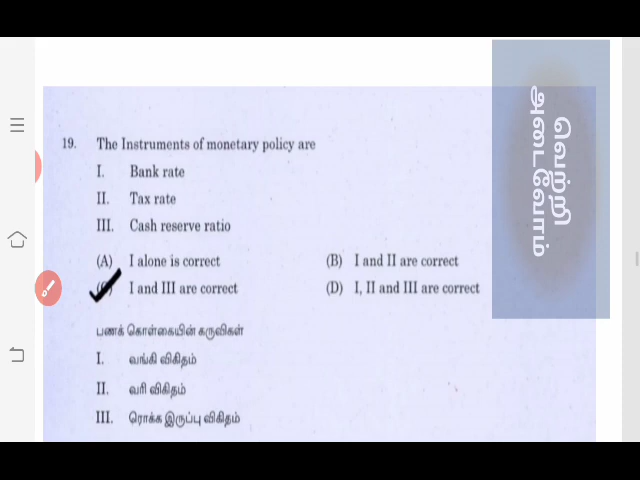 19. The Instruments of monetary policy are
I. Bank rate
II. Tax rate
III. Cash reserve ratio
(A) I alone is correct (B) I and II are correct
I and III are correct (D) I, II and III are correct
பணக் கொள்கையின் கருவிகள்
I. வங்கி விகிதம்
II. வரி விகிதம்
III. ரொக்க இருப்பு விகிதம்
வெற்றி
அடைவோம்